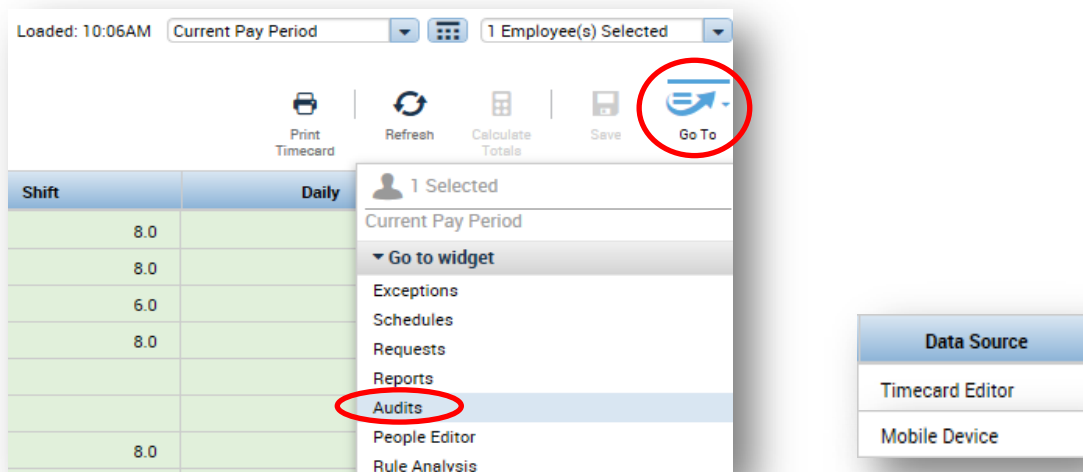 Loaded: 10:06AM Current Pay Period 1 Employee(s) Selected
Print Timecard
Refresh
Calculate Totals
Save
Go To
1 Selected
Current Pay Period
Go to widget
Exceptions
Schedules
Requests
Reports
Audits
People Editor
Rule Analysis
Shift Daily
8.0
8.0
6.0
8.0
8.0
Data Source
Timecard Editor
Mobile Device